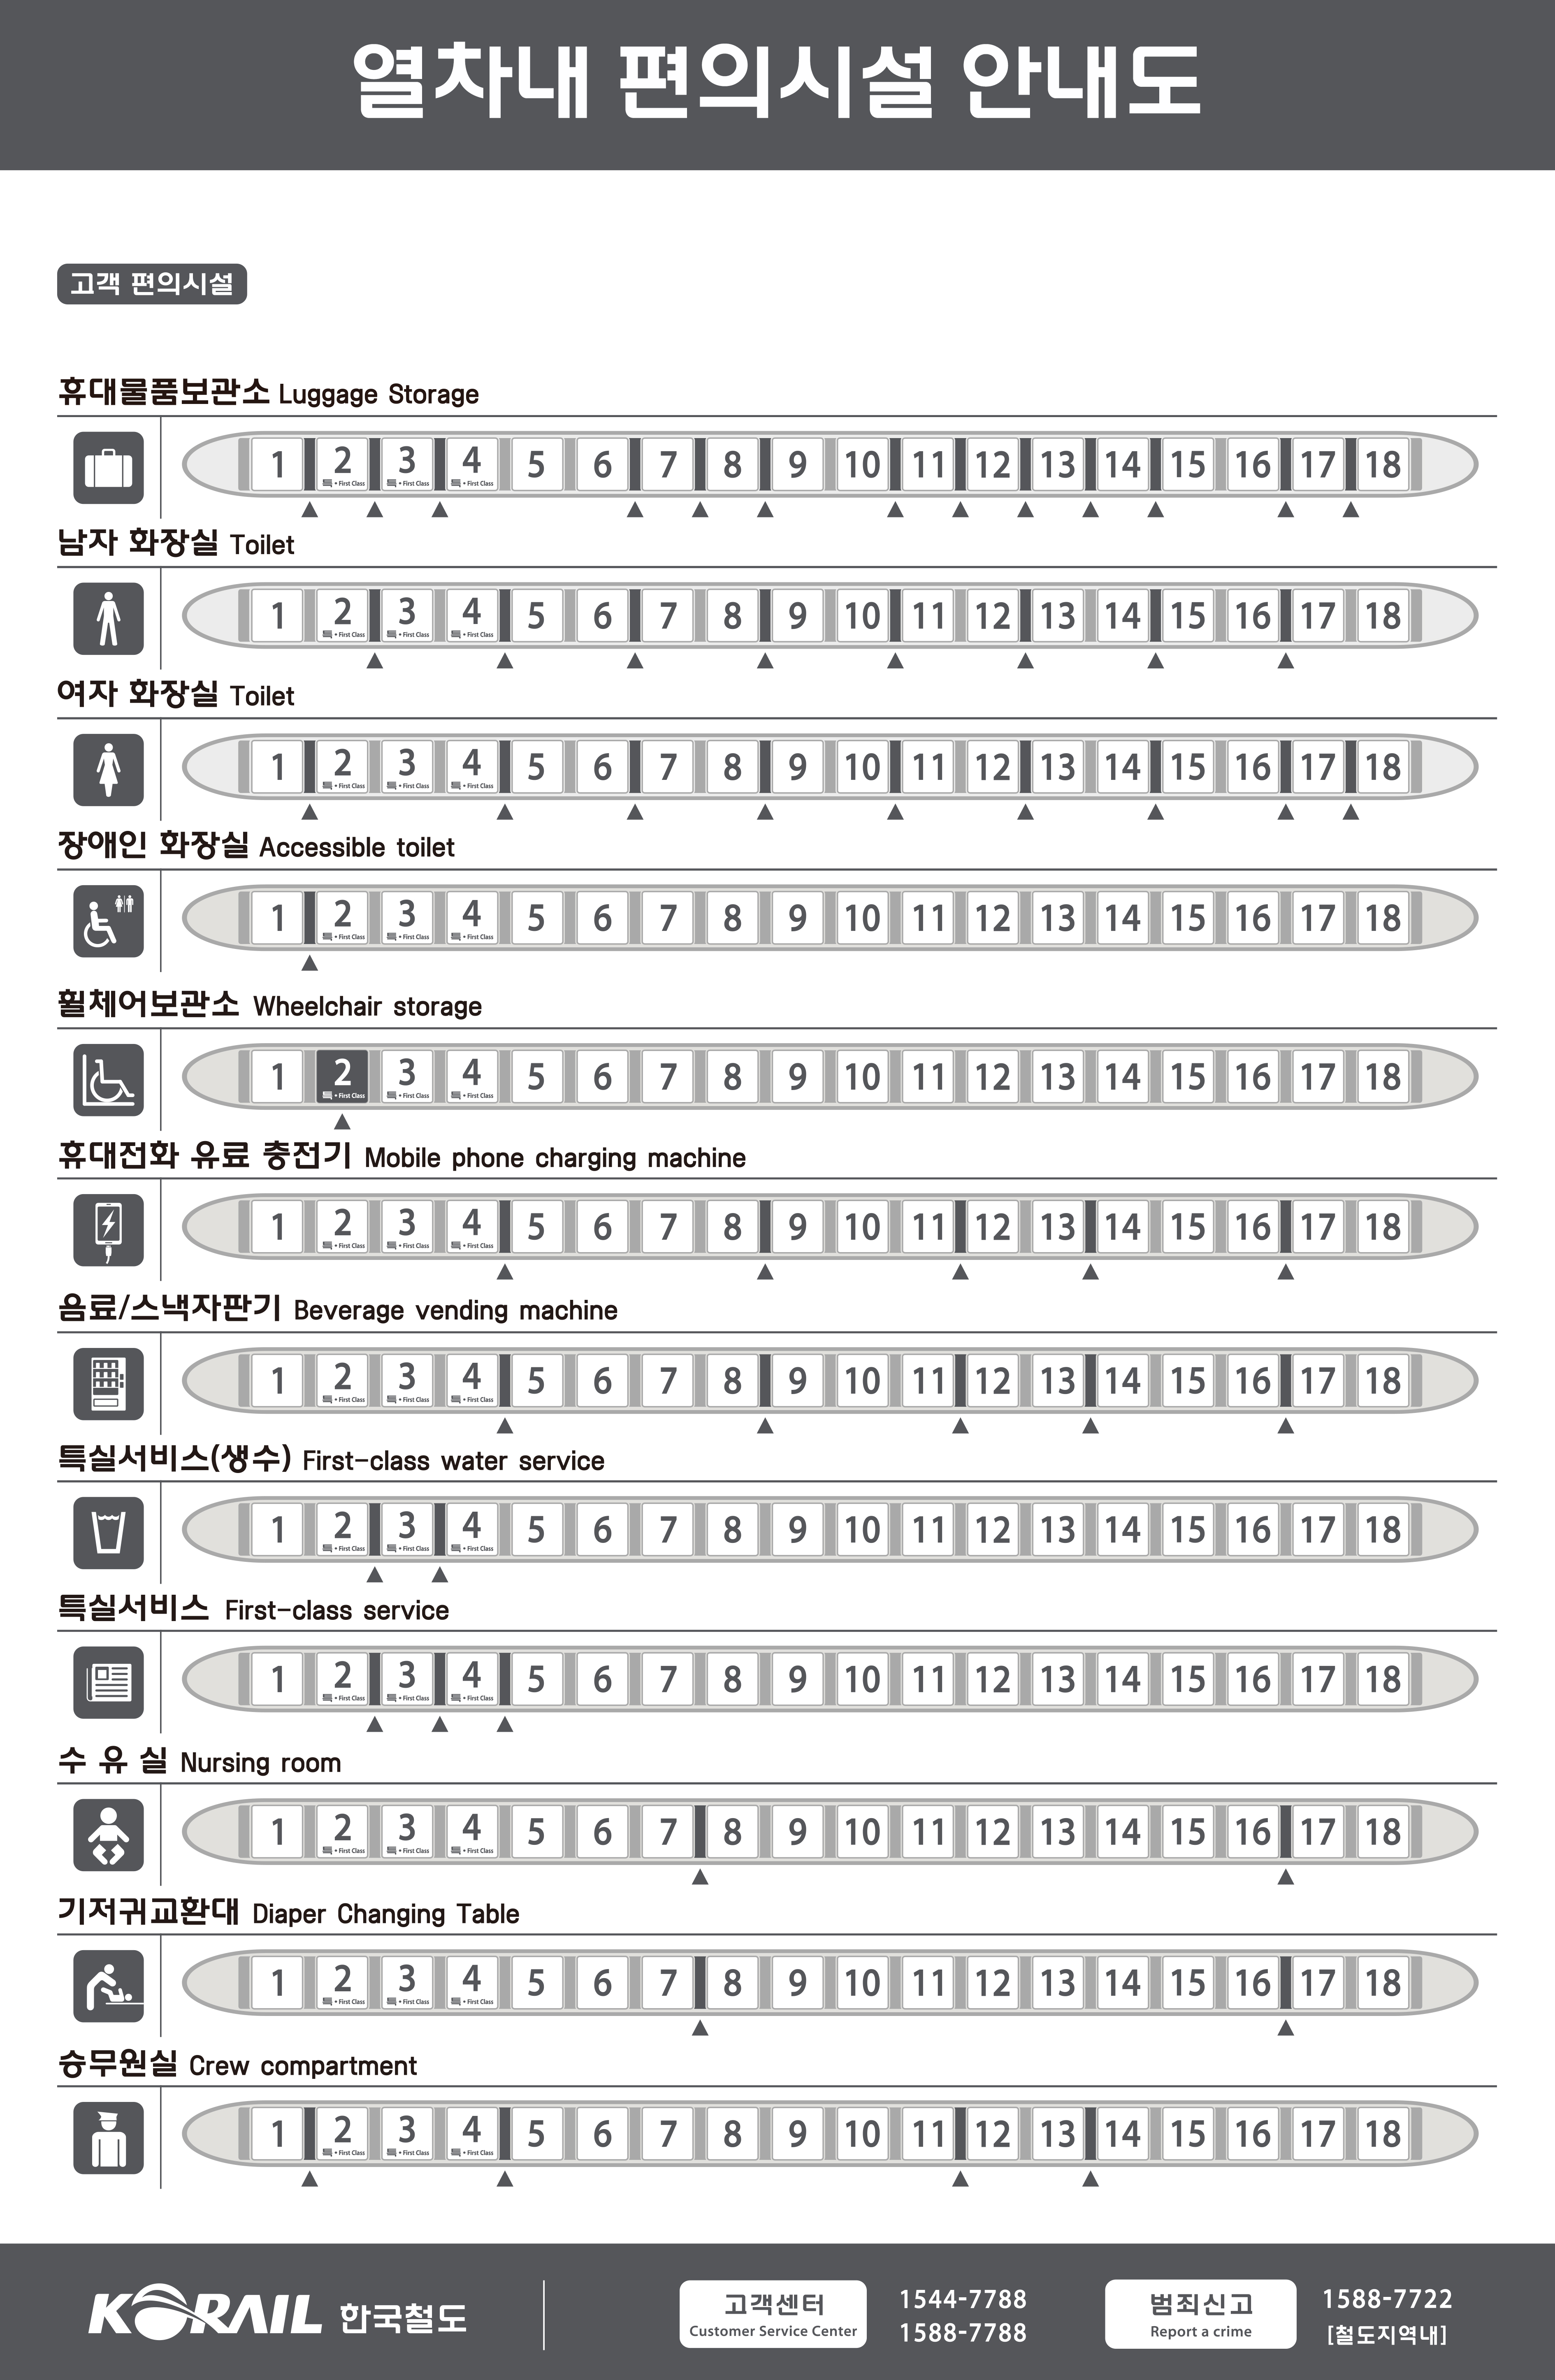 열차내 편의시설 안내도
고객 편의시설
휴대물품보관소 Luggage Storage
1 2 3 4 5 6 7 8 9 10 11 12 13 14 15 16 17 18
• First Class • First Class • First Class
남자 화장실 Toilet
1 2 3 4 5 6 7 8 9 10 11 12 13 14 15 16 17 18
• First Class • First Class • First Class
여자 화장실 Toilet
1 2 3 4 5 6 7 8 9 10 11 12 13 14 15 16 17 18
• First Class • First Class • First Class
장애인 화장실 Accessible toilet
1 2 3 4 5 6 7 8 9 10 11 12 13 14 15 16 17 18
• First Class • First Class • First Class
휠체어보관소 Wheelchair storage
1 2 3 4 5 6 7 8 9 10 11 12 13 14 15 16 17 18
• First Class • First Class • First Class
휴대전화 유료 충전기 Mobile phone charging machine
1 2 3 4 5 6 7 8 9 10 11 12 13 14 15 16 17 18
• First Class • First Class • First Class
음료/스낵자판기 Beverage vending machine
1 2 3 4 5 6 7 8 9 10 11 12 13 14 15 16 17 18
• First Class • First Class • First Class
특실서비스(생수) First-class water service
1 2 3 4 5 6 7 8 9 10 11 12 13 14 15 16 17 18
• First Class • First Class • First Class
특실서비스 First-class service
1 2 3 4 5 6 7 8 9 10 11 12 13 14 15 16 17 18
• First Class • First Class • First Class
수 유 실 Nursing room
1 2 3 4 5 6 7 8 9 10 11 12 13 14 15 16 17 18
• First Class • First Class • First Class
기저귀교환대 Diaper Changing Table
1 2 3 4 5 6 7 8 9 10 11 12 13 14 15 16 17 18
• First Class • First Class • First Class
승무원실 Crew compartment
1 2 3 4 5 6 7 8 9 10 11 12 13 14 15 16 17 18
• First Class • First Class • First Class
KORAIL 한국철도
고객센터
Customer Service Center
1544-7788
1588-7788
범죄신고
Report a crime
1588-7722
[철도지역내]